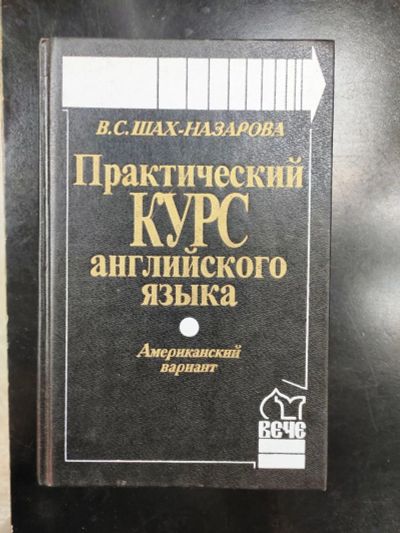 В.С.ШАХ-НАЗАРОВА
Практический
КУРС
английского
языка
Американский
вариант
ВЕЧЕ